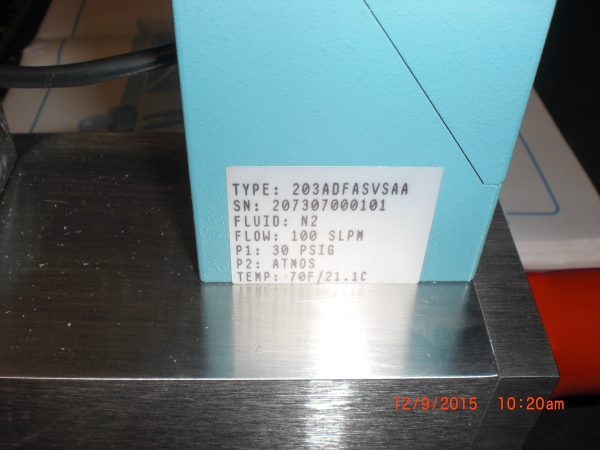 TYPE: 203ADFASVSAA
SN: 207307000101
FLUID: N2
FLOW: 100 SLPM
P1: 30 PSIG
P2: ATMOS
TEMP: 70F/21.1C
12/9/2015 10:20am